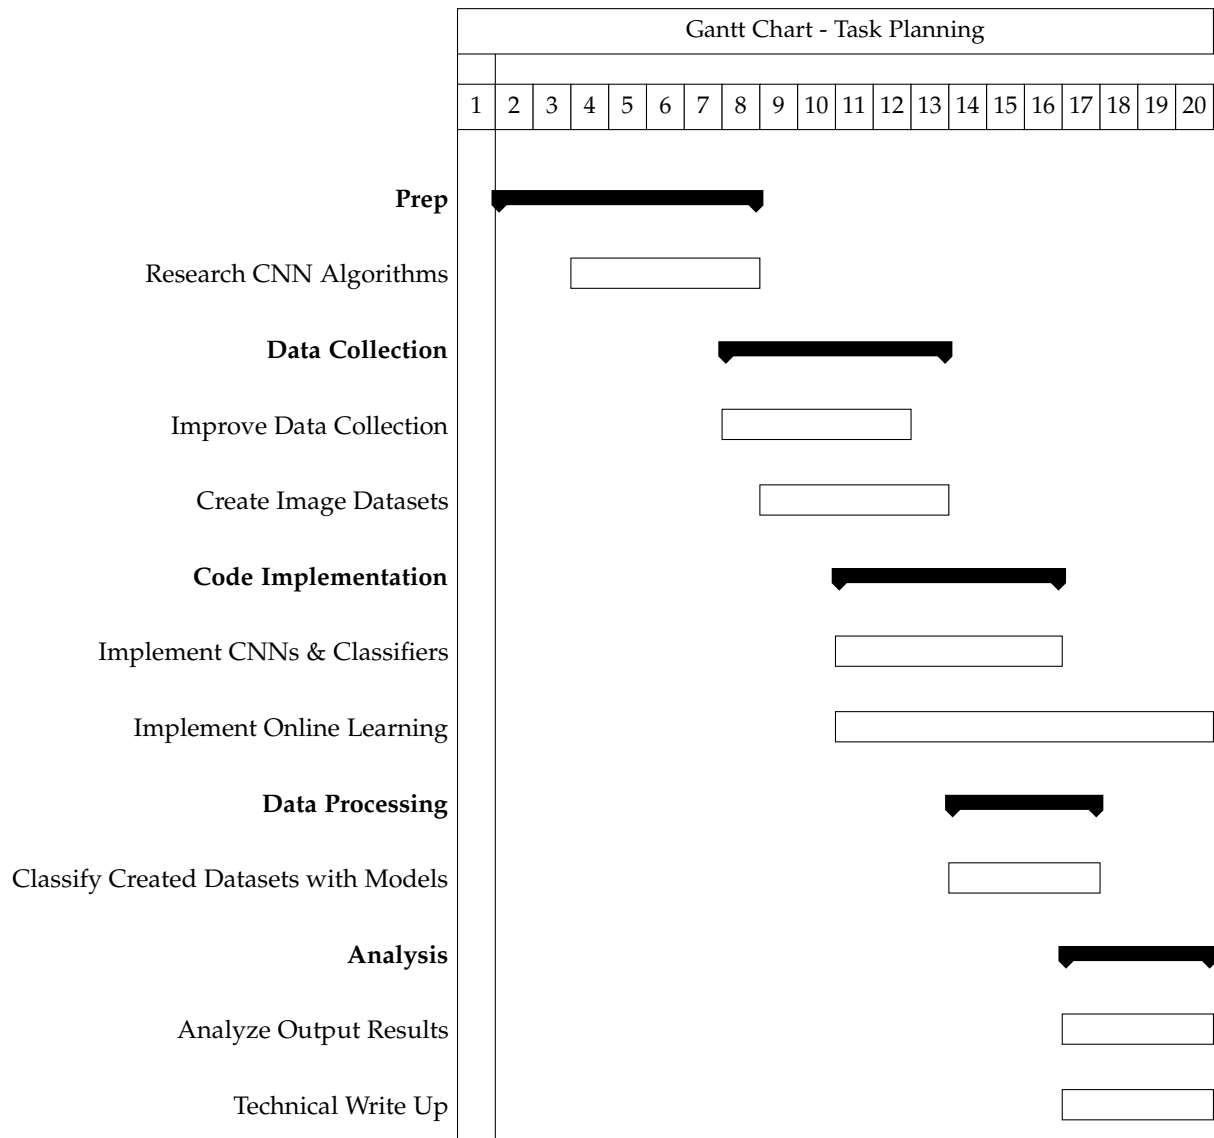 Gantt Chart - Task Planning
1 2 3 4 5 6 7 8 9 10 11 12 13 14 15 16 17 18 19 20
Prep
Research CNN Algorithms
Data Collection
Improve Data Collection
Create Image Datasets
Code Implementation
Implement CNNs & Classifiers
Implement Online Learning
Data Processing
Classify Created Datasets with Models
Analysis
Analyze Output Results
Technical Write Up